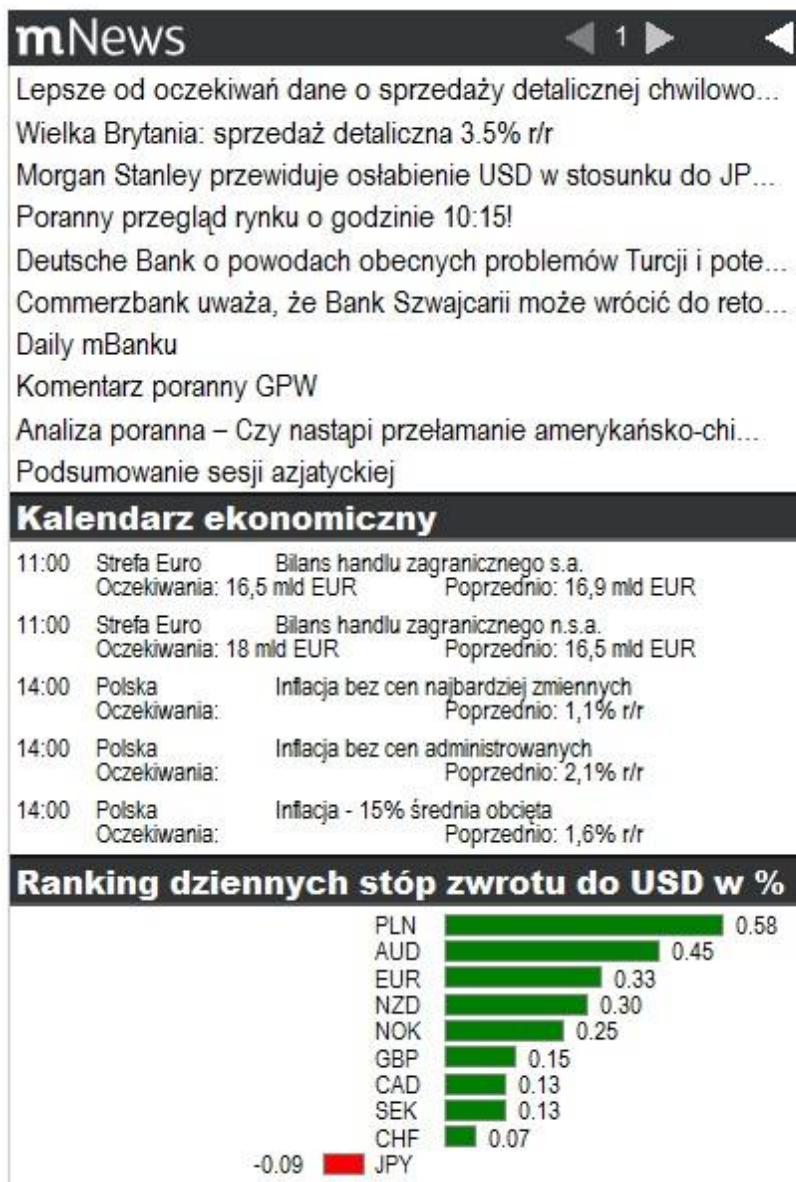 mNews 1
Lepsze od oczekiwań dane o sprzedaży detalicznej chwilowo...
Wielka Brytania: sprzedaż detaliczna 3.5% r/r
Morgan Stanley przewiduje osłabienie USD w stosunku do JP...
Poranny przegląd rynku o godzinie 10:15!
Deutsche Bank o powodach obecnych problemów Turcji i pote...
Commerzbank uważa, że Bank Szwajcarii może wrócić do reto...
Daily mBanku
Komentarz poranny GPW
Analiza poranna – Czy nastąpi przełamanie amerykańsko-chi...
Podsumowanie sesji azjatyckiej
Kalendarz ekonomiczny
11:00 Strefa Euro Bilans handlu zagranicznego s.a.
Oczekiwania: 16,5 mld EUR Poprzednio: 16,9 mld EUR
11:00 Strefa Euro Bilans handlu zagranicznego n.s.a.
Oczekiwania: 18 mld EUR Poprzednio: 16,5 mld EUR
14:00 Polska Inflacja bez cen najbardziej zmiennych
Oczekiwania: Poprzednio: 1,1% r/r
14:00 Polska Inflacja bez cen administrowanych
Oczekiwania: Poprzednio: 2,1% r/r
14:00 Polska Inflacja - 15% średnia obcięta
Oczekiwania: Poprzednio: 1,6% r/r
Ranking dziennych stóp zwrotu do USD w %
PLN 0.58
AUD 0.45
EUR 0.33
NZD 0.30
NOK 0.25
GBP 0.15
CAD 0.13
SEK 0.13
CHF 0.07
-0.09 JPY